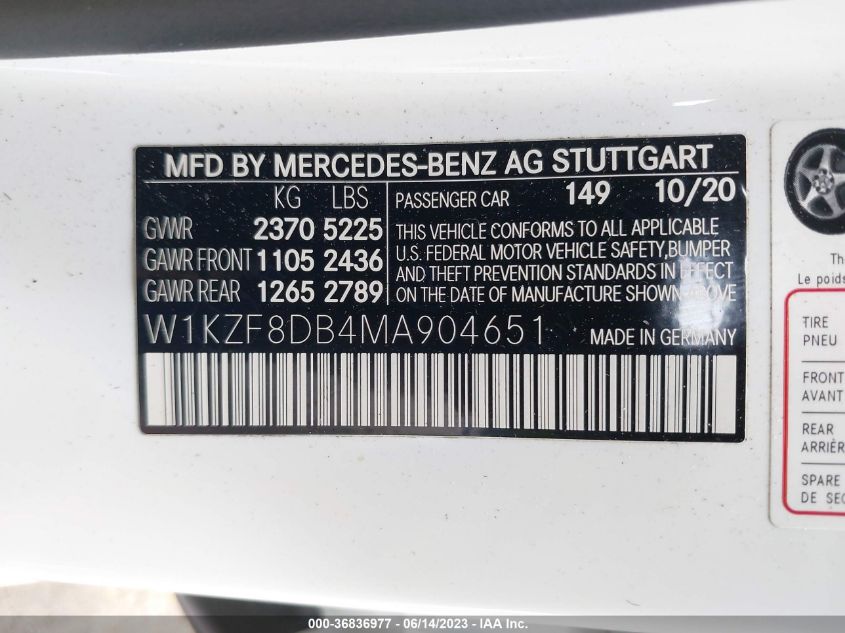 MFD BY MERCEDES-BENZ AG STUTTGART
KG LBS
GVWR 2370 5225
GAWR FRONT 1105 2436
GAWR REAR 1265 2789
PASSENGER CAR 149 10/20
THIS VEHICLE CONFORMS TO ALL APPLICABLE
U.S. FEDERAL MOTOR VEHICLE SAFETY, BUMPER
AND THEFT PREVENTION STANDARDS IN EFFECT
ON THE DATE OF MANUFACTURE SHOWN ABOVE
W1KZF8DB4MA904651 MADE IN GERMANY
Le poids
TIRE
PNEU
FRONT
AVANT
REAR
ARRIÈR
SPARE
DE
000-36836977 - 06/14/2023 - IAA Inc.